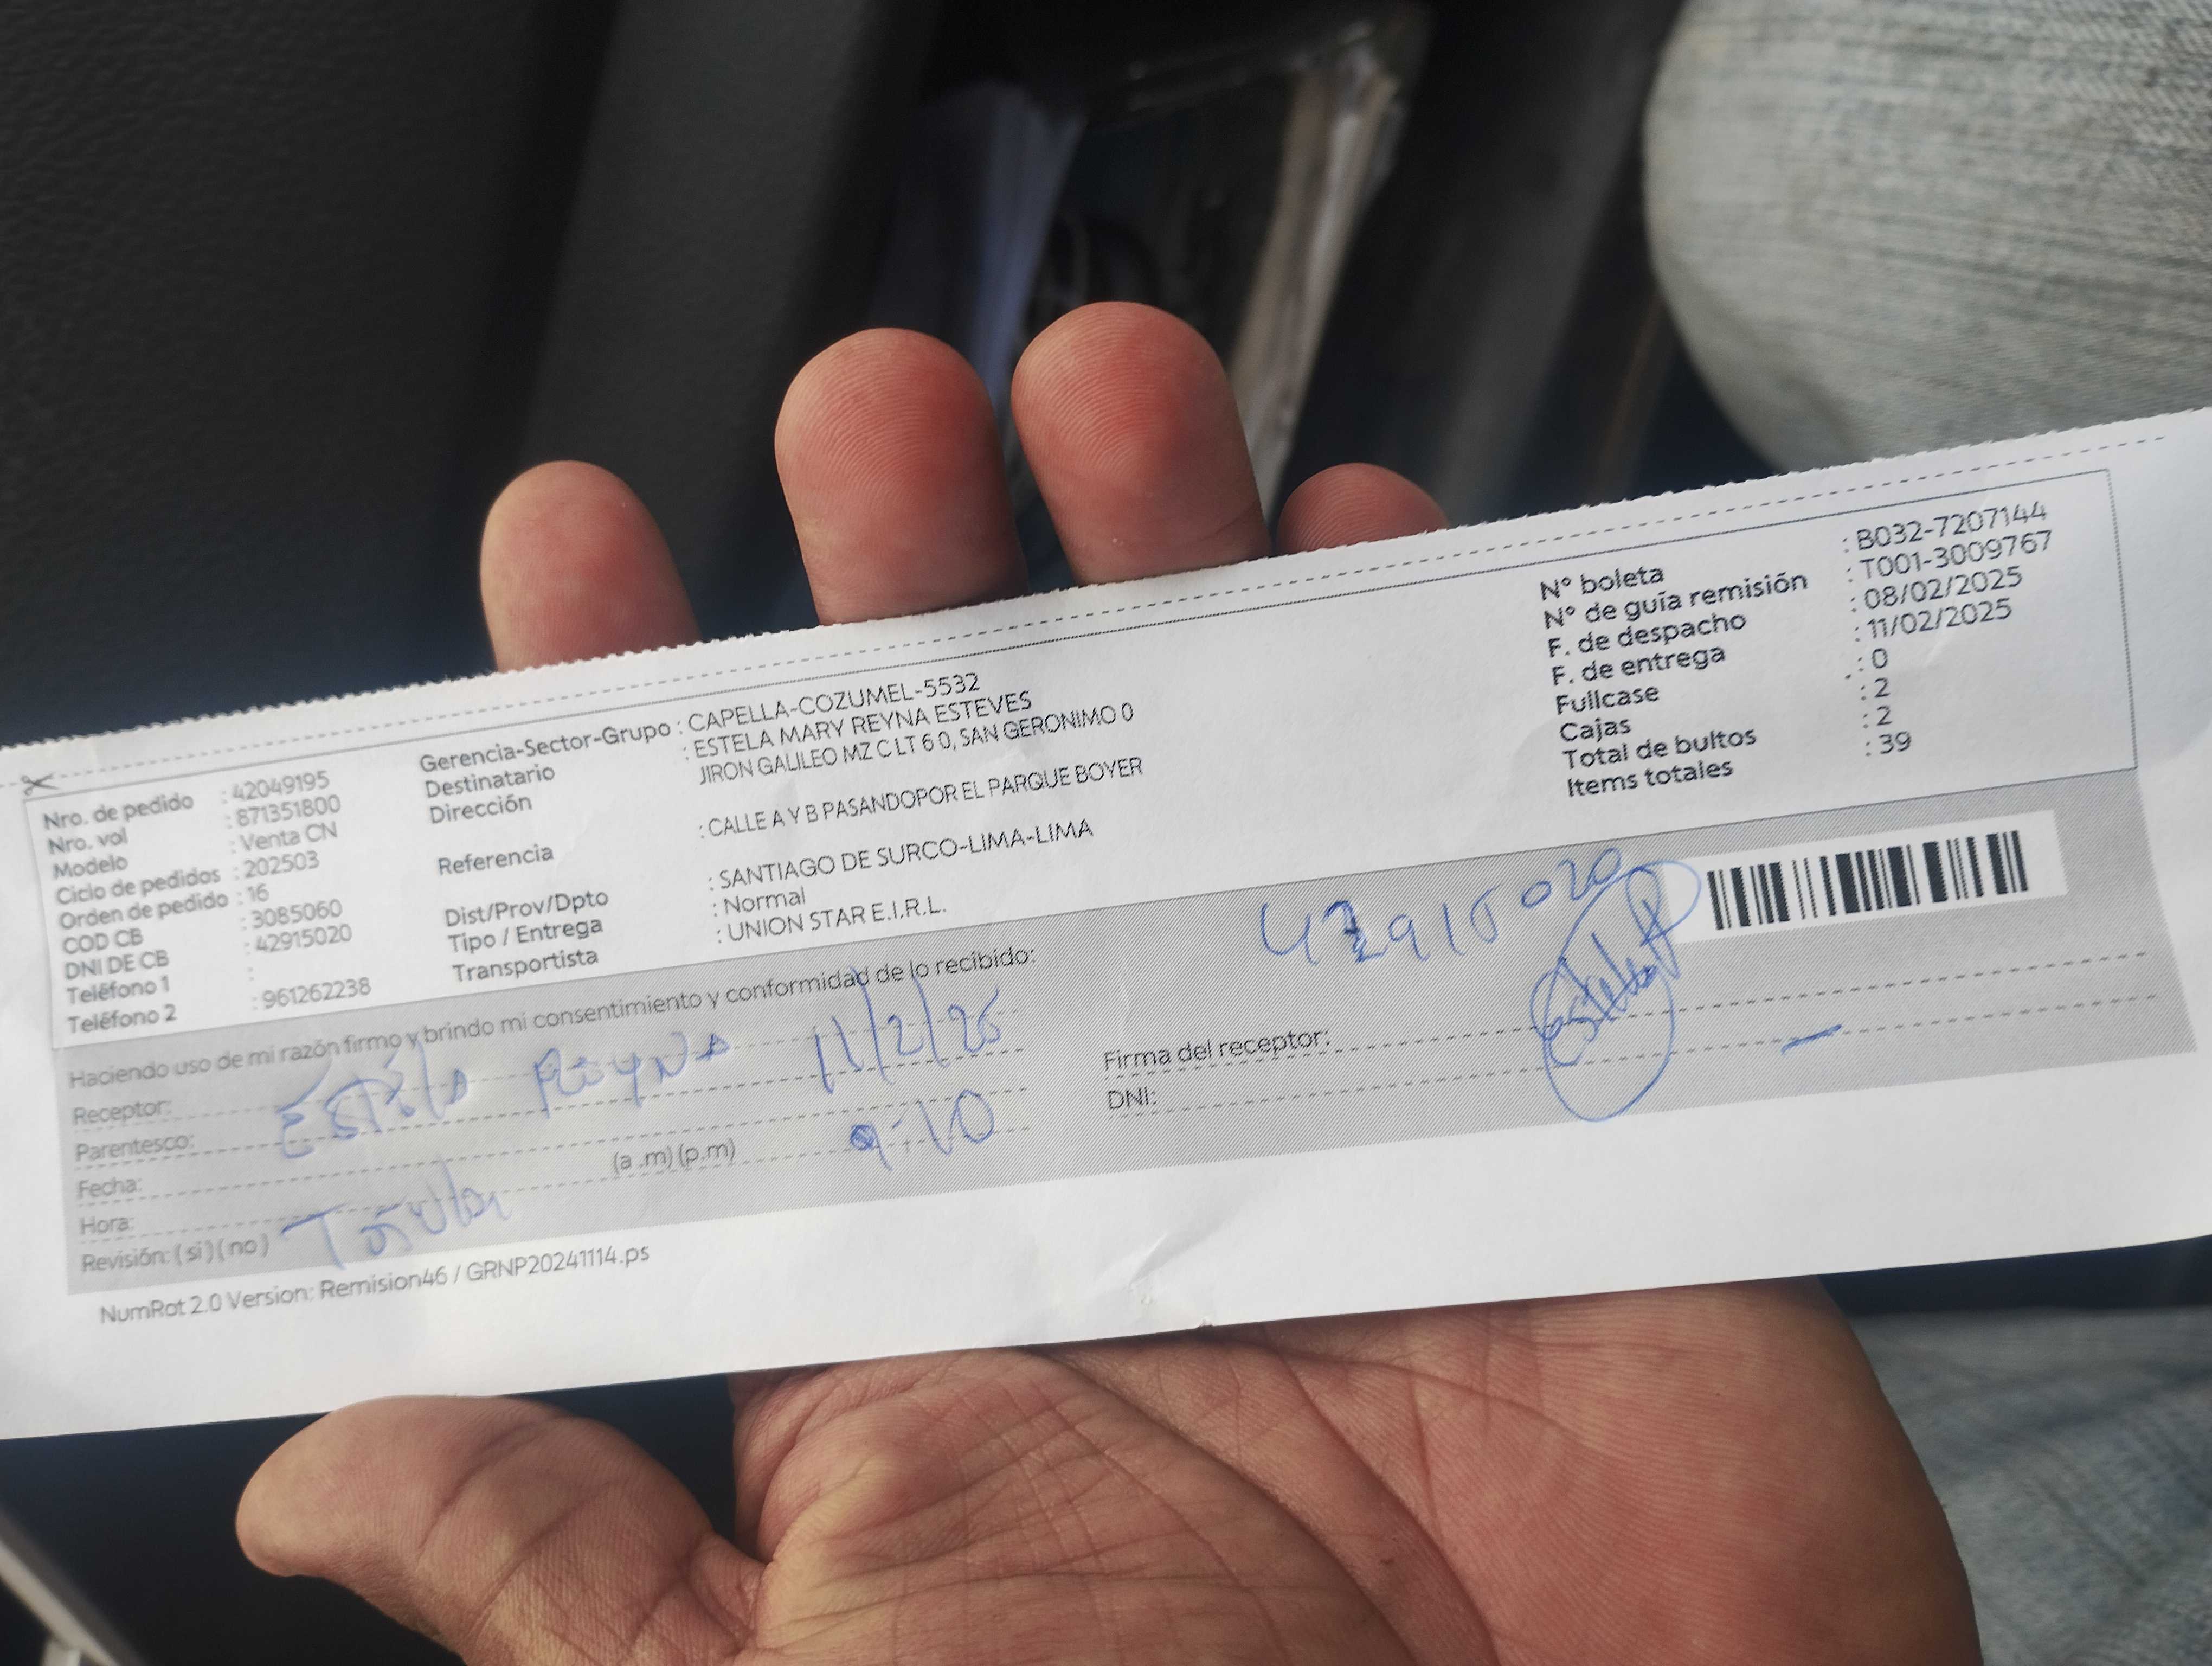 Nro. de pedido : 42049195
Nro. vol : 871351800
Modelo : Venta CN
Ciclo de pedidos : 202503
Orden de pedido : 16
COD CB : 3085060
DNI DE CB : 42915020
Teléfono 1 :
Teléfono 2 : 961262238
Gerencia-Sector-Grupo : CAPELLA-COZUMEL-5532
Destinatario : ESTELA MARY REYNA ESTEVES
Dirección JIRON GALILEO MZ C LT 6 0, SAN GERONIMO 0
Referencia : CALLE A Y B PASANDOPOR EL PARQUE BOYER
Dist/Prov/Dpto : SANTIAGO DE SURCO-LIMA-LIMA
Tipo / Entrega : Normal
Transportista : UNION STAR E.I.R.L.
N° boleta : B032-7207144
N° de guía remisión : T001-3009767
F. de despacho : 08/02/2025
F. de entrega : 11/02/2025
Fullcase : 0
Cajas : 2
Total de bultos : 2
Items totales : 39
Haciendo uso de mi razón firmo y brindo mi consentimiento y conformidad de lo recibido:
Receptor: Estela Reyna 11/2/25
Parentesco:
Fecha:
Hora: (a .m) (p.m) 9:10
Revisión: ( si ) ( no )
42915020
Firma del receptor:
DNI:
NumRot 2.0 Version: Remision46 / GRNP20241114.ps